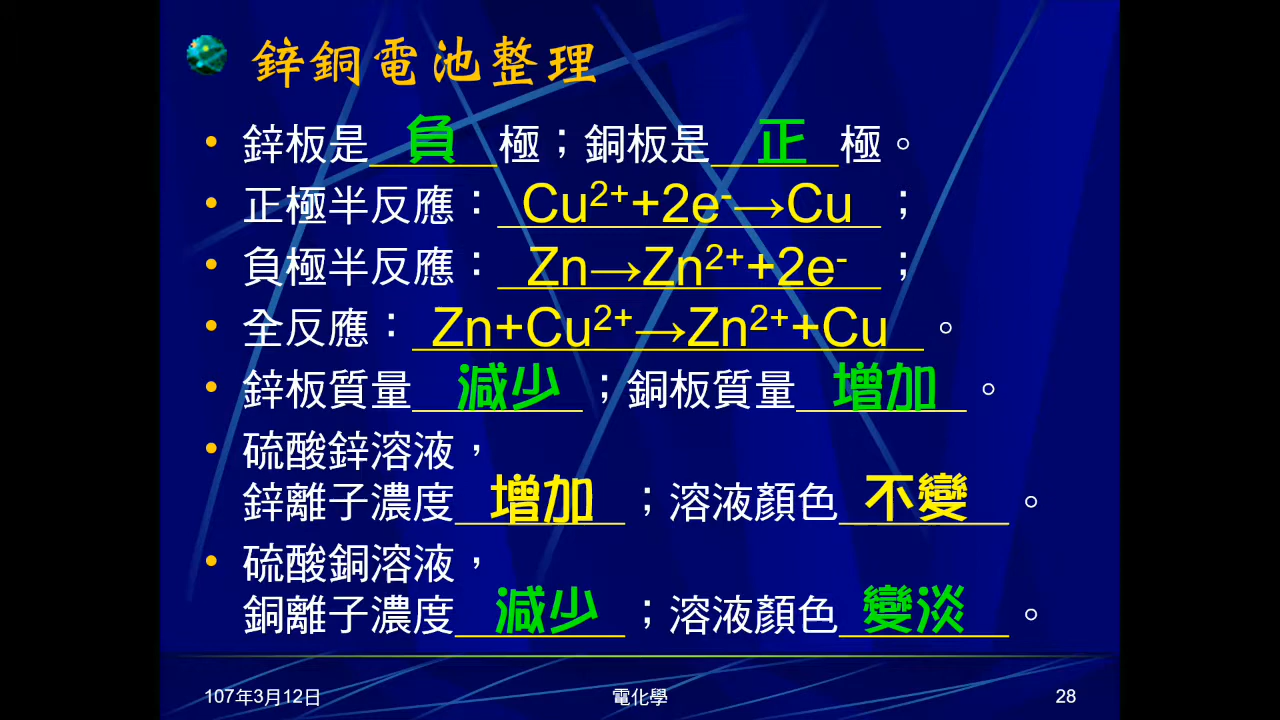 鋅銅電池整理
• 鋅板是 負 極；銅板是 正 極。
• 正極半反應： Cu²⁺+2e⁻→Cu ；
• 負極半反應： Zn→Zn²⁺+2e⁻ ；
• 全反應： Zn+Cu²⁺→Zn²⁺+Cu 。
• 鋅板質量 減少 ；銅板質量 增加 。
• 硫酸鋅溶液，
鋅離子濃度 增加 ；溶液顏色 不變 。
• 硫酸銅溶液，
銅離子濃度 減少 ；溶液顏色 變淡 。
107年3月12日 電化學 28